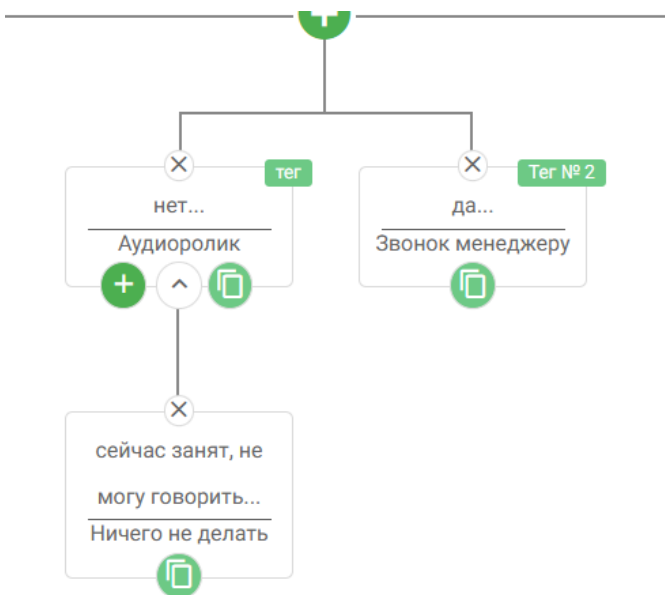 тег
Тег № 2
нет...
да...
Аудиоролик
Звонок менеджеру
сейчас занят, не
могу говорить...
Ничего не делать